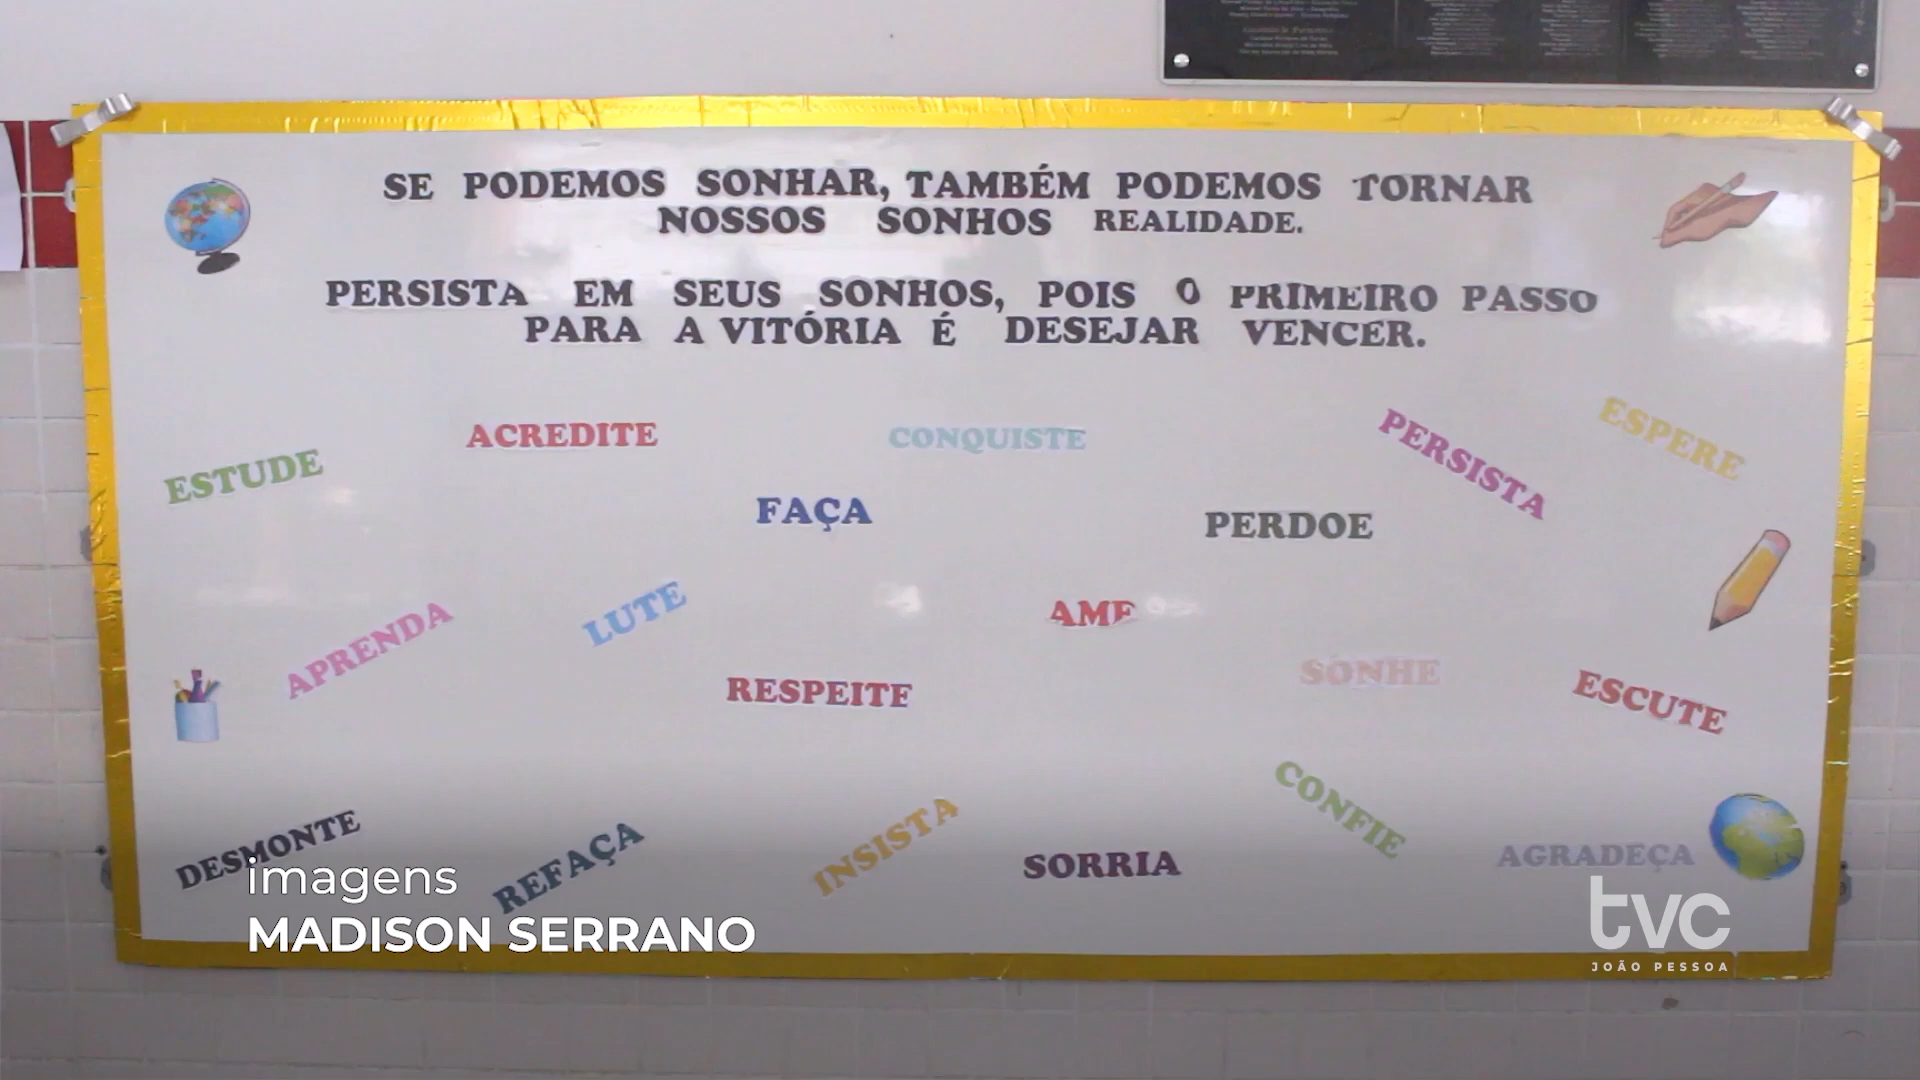 SE PODEMOS SONHAR, TAMBÉM PODEMOS TORNAR
NOSSOS SONHOS REALIDADE.
PERSISTA EM SEUS SONHOS, POIS O PRIMEIRO PASSO
PARA A VITÓRIA É DESEJAR VENCER.
ESTUDE
ACREDITE
CONQUISTE
PERSISTA
ESPERE
FAÇA
PERDOE
APRENDA
LUTE
AME
RESPEITE
SONHE
ESCUTE
DESMONTE
REFAÇA
INSISTA
SORRIA
CONFIE
AGRADEÇA
imagens
MADISON SERRANO
tvc
JOÃO PESSOA